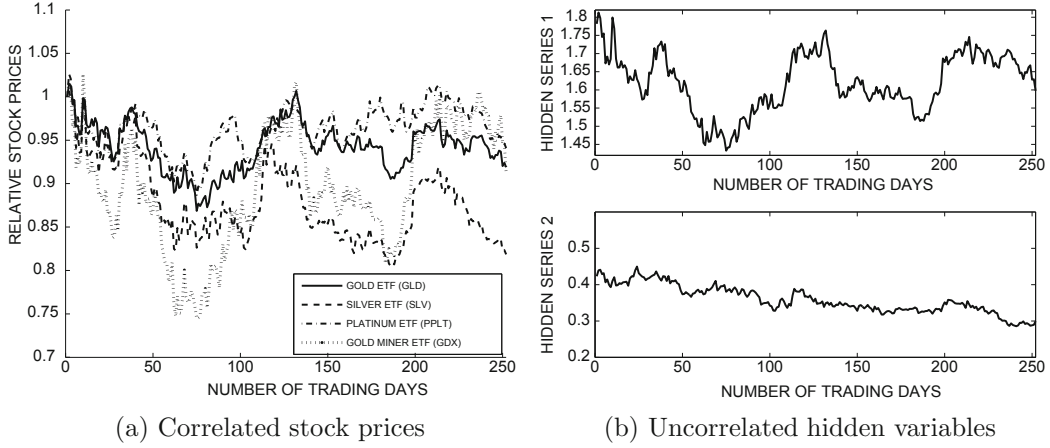 RELATIVE STOCK PRICES
1.1
1.05
1
0.95
0.9
0.85
0.8
0.75
0.7
GOLD ETF (GLD)
SILVER ETF (SLV)
PLATINUM ETF (PPLT)
GOLD MINER ETF (GDX)
0 50 100 150 200 250
NUMBER OF TRADING DAYS
(a) Correlated stock prices
HIDDEN SERIES 1
1.8
1.75
1.7
1.65
1.6
1.55
1.5
1.45
0 50 100 150 200 250
NUMBER OF TRADING DAYS
HIDDEN SERIES 2
0.5
0.4
0.3
0.2
0 50 100 150 200 250
NUMBER OF TRADING DAYS
(b) Uncorrelated hidden variables